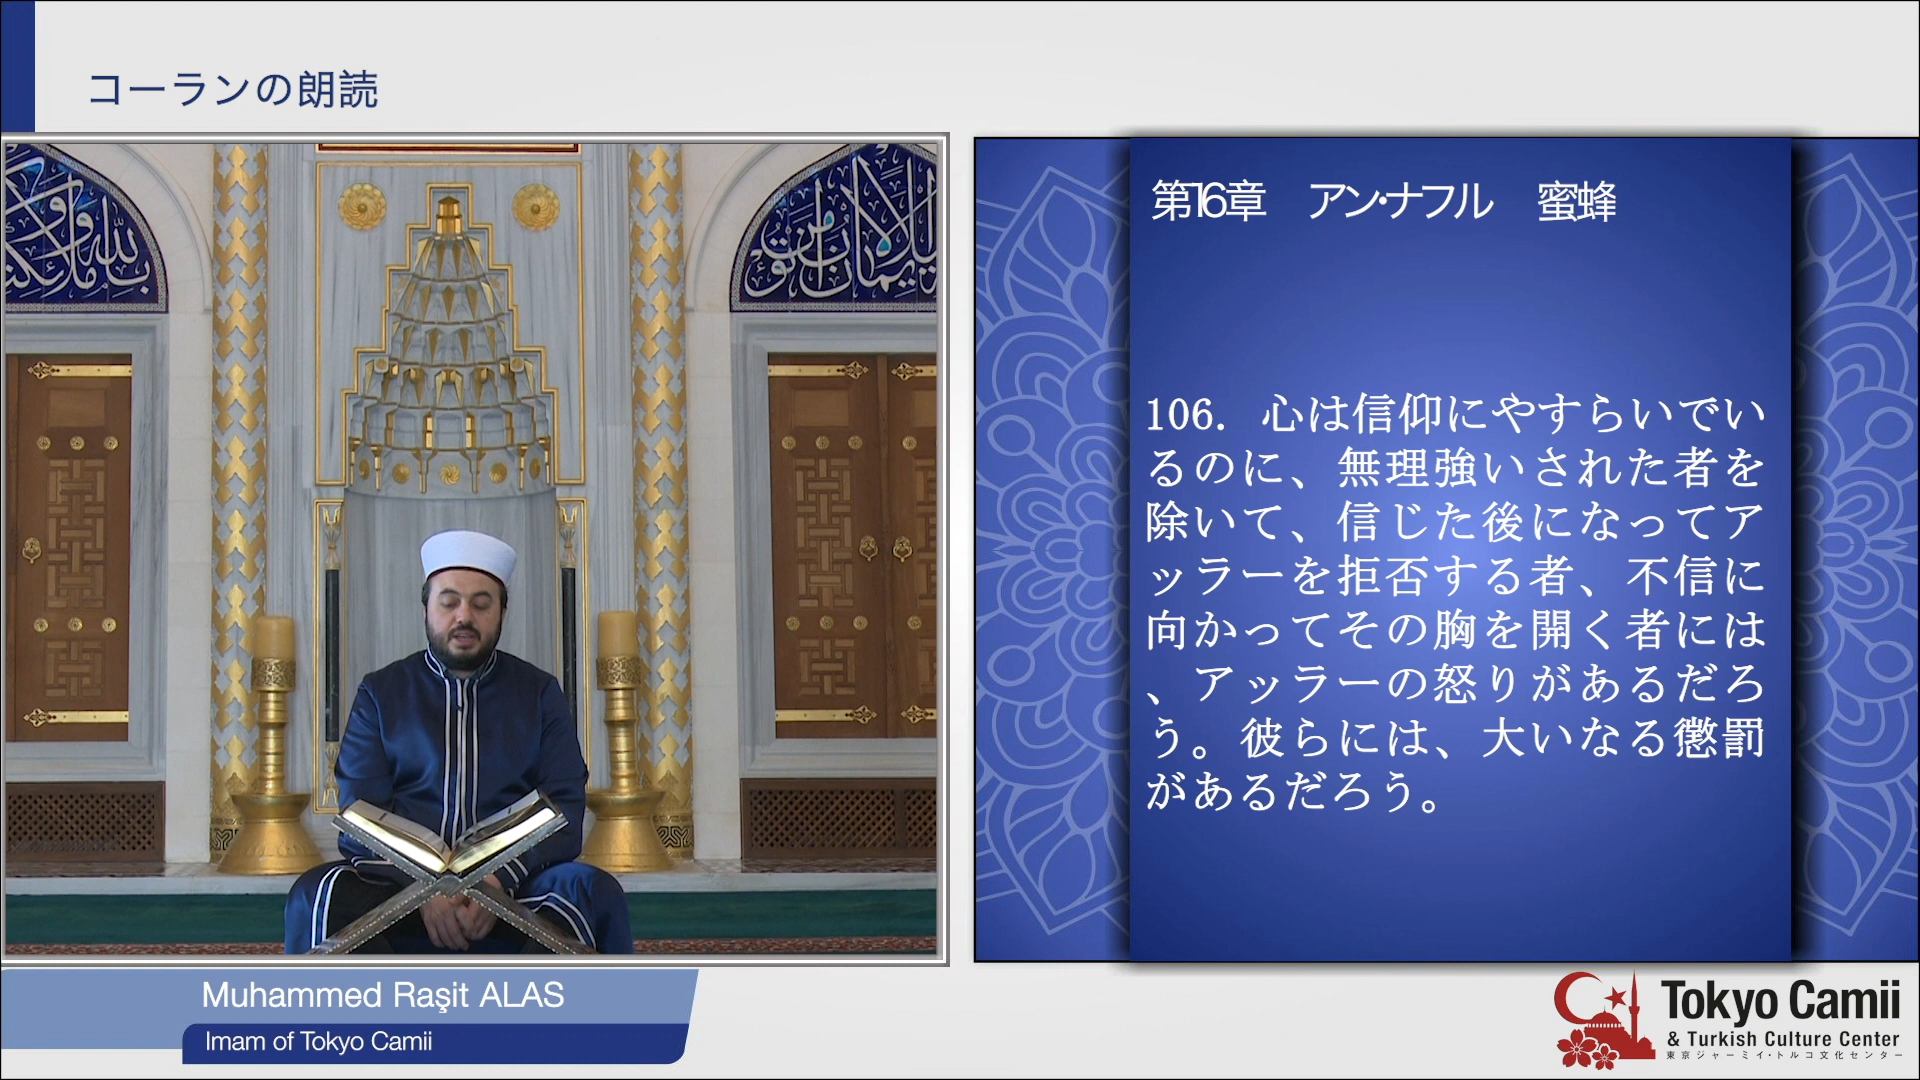 コーランの朗読
第16章　アン・ナフル　蜜蜂
106. 心は信仰にやすらいでい
るのに、無理強いされた者を
除いて、信じた後になってア
ッラーを拒否する者、不信に
向かってその胸を開く者には
、アッラーの怒りがあるだろ
う。彼らには、大いなる懲罰
があるだろう。
Muhammed Raşit ALAS
Imam of Tokyo Camii
Tokyo Camii
& Turkish Culture Center
東京ジャーミイ・トルコ文化センター